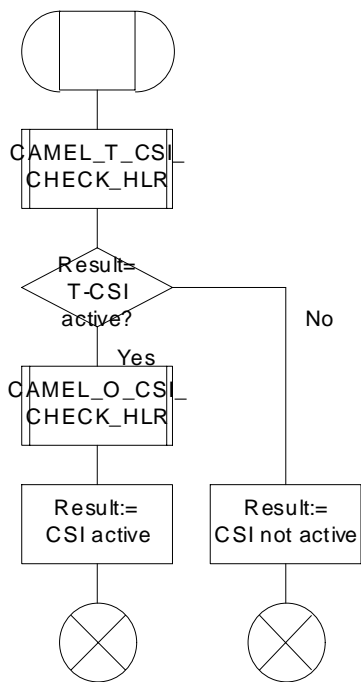 CAMEL_T_CSI_
CHECK_HLR
Result=
T-CSI
active?
No
Yes
CAMEL_O_CSI_
CHECK_HLR
Result:=
CSI active
Result:=
CSI not active